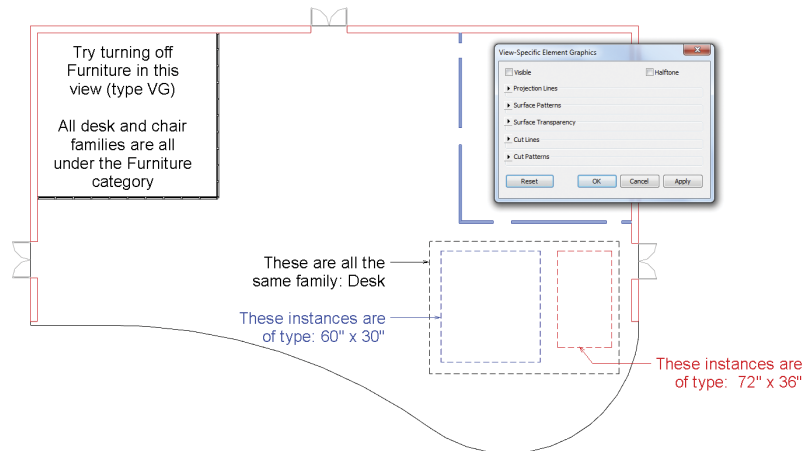 Try turning off
Furniture in this
view (type VG)
All desk and chair
families are all
under the Furniture
category
View-Specific Element Graphics
Visible
Halftone
Projection Lines
Surface Patterns
Surface Transparency
Cut Lines
Cut Patterns
Reset
OK
Cancel
Apply
These are all the
same family: Desk
These instances are
of type: 60" x 30"
These instances are
of type: 72" x 36"